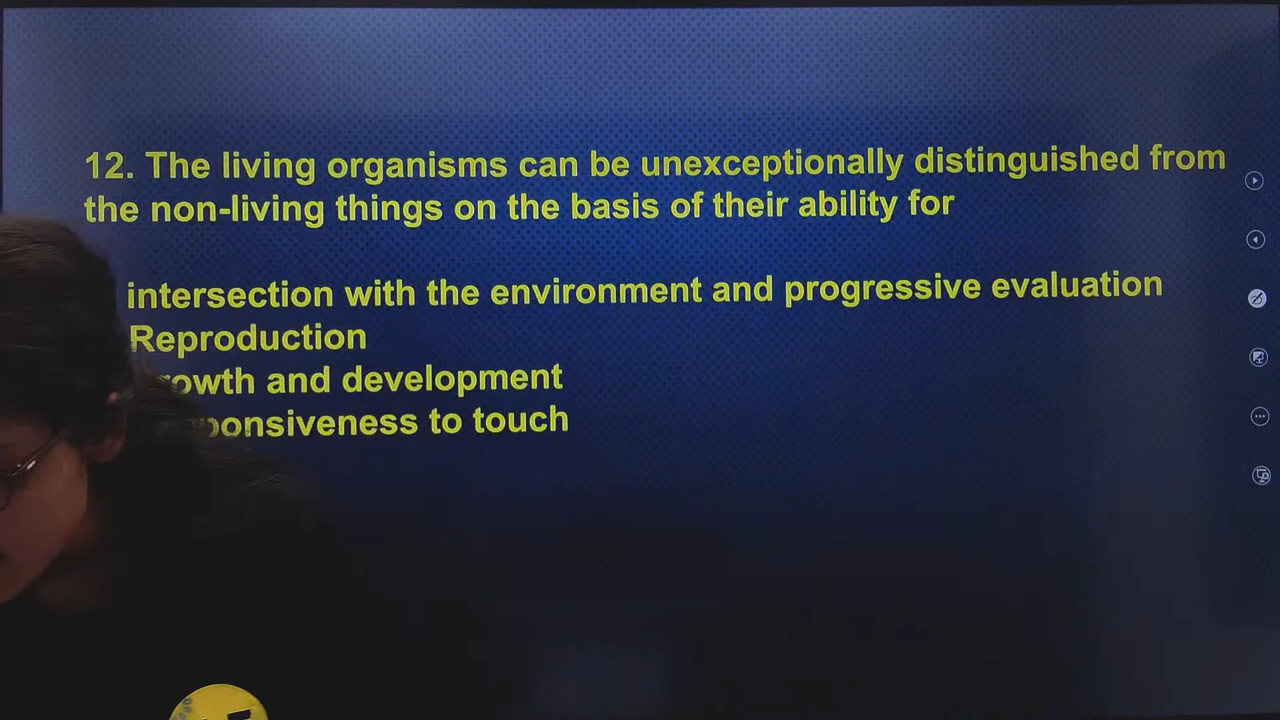 12. The living organisms can be unexceptionally distinguished from
the non-living things on the basis of their ability for
intersection with the environment and progressive evaluation
Reproduction
and development
to touch